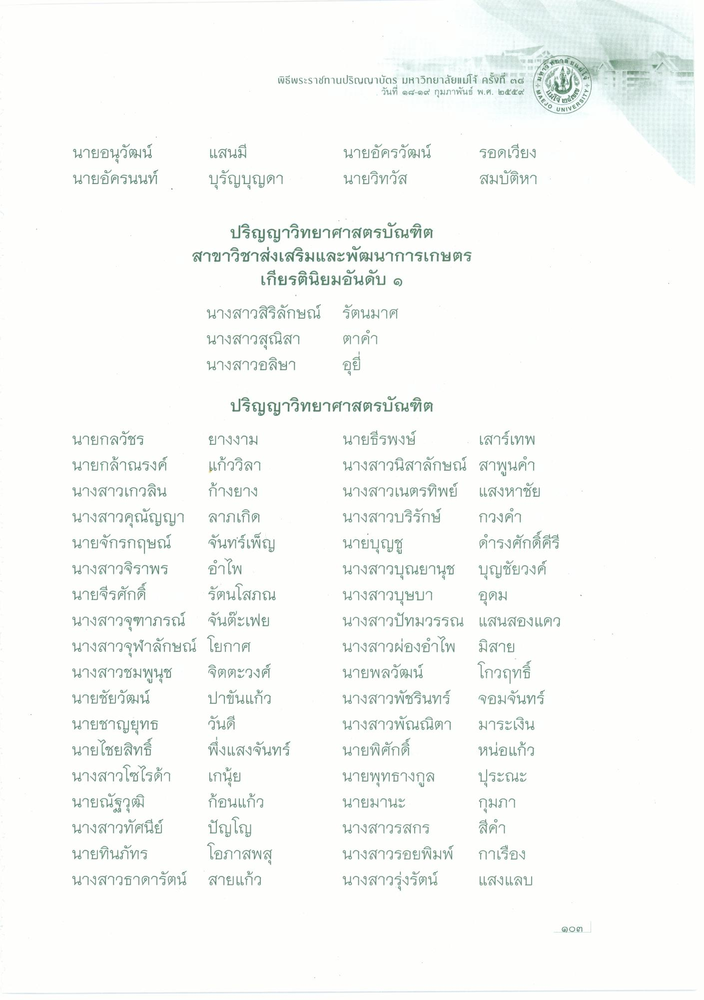 พิธีพระราชทานปริญญาบัตร มหาวิทยาลัยแม่โจ้ ครั้งที่ ๓๘
วันที่ ๑๘-๑๙ กุมภาพันธ์ พ.ศ. ๒๕๕๙
มหาวิทยาลัยแม่โจ้
แม่โจ้ ๒๔๗๗
MAEJO UNIVERSITY
นายอนุวัฒน์ แสนมี นายอัครวัฒน์ รอดเวียง
นายอัครนนท์ บุรัญบุญดา นายวิทวัส สมบัติหา
ปริญญาวิทยาศาสตรบัณฑิต
สาขาวิชาส่งเสริมและพัฒนาการเกษตร
เกียรตินิยมอันดับ ๑
นางสาวสิริลักษณ์ รัตนมาศ
นางสาวสุณิสา ตาคำ
นางสาวอลิษา อุยี่
ปริญญาวิทยาศาสตรบัณฑิต
นายกลวัชร ยางงาม นายธีรพงษ์ เสาร์เทพ
นายกล้าณรงค์ แก้ววิลา นางสาวนิสาลักษณ์ สาพูนคำ
นางสาวเกวลิน ก้างยาง นางสาวเนตรทิพย์ แสงหาชัย
นางสาวคุณัญญา ลาภเกิด นางสาวบริรักษ์ กวงคำ
นายจักรกฤษณ์ จันทร์เพ็ญ นายบุญชู ดำรงศักดิ์คีรี
นางสาวจิราพร อำไพ นางสาวบุณยานุช บุญชัยวงค์
นายจีรศักดิ์ รัตนโสภณ นางสาวบุษบา อุดม
นางสาวจุฑาภรณ์ จันต๊ะเฟย นางสาวปัทมวรรณ แสนสองแคว
นางสาวจุฬาลักษณ์ โยกาศ นางสาวผ่องอำไพ มิสาย
นางสาวชมพูนุช จิตตะวงศ์ นายพลวัฒน์ โกวฤทธิ์
นายชัยวัฒน์ ปาขันแก้ว นางสาวพัชรินทร์ จอมจันทร์
นายชาญยุทธ วันดี นางสาวพัณณิตา มาระเงิน
นายไชยสิทธิ์ พึ่งแสงจันทร์ นายพิศักดิ์ หน่อแก้ว
นางสาวโซไรด้า เกนุ้ย นายพุทธางกูล ปุระณะ
นายณัฐวุฒิ ก้อนแก้ว นายมานะ กุมภา
นางสาวทัศนีย์ ปัญโญ นางสาวรสกร สีคำ
นายทินภัทร โอภาสพสุ นางสาวรอยพิมพ์ กาเรือง
นางสาวธาดารัตน์ สายแก้ว นางสาวรุ่งรัตน์ แสงแลบ
๑๐๓